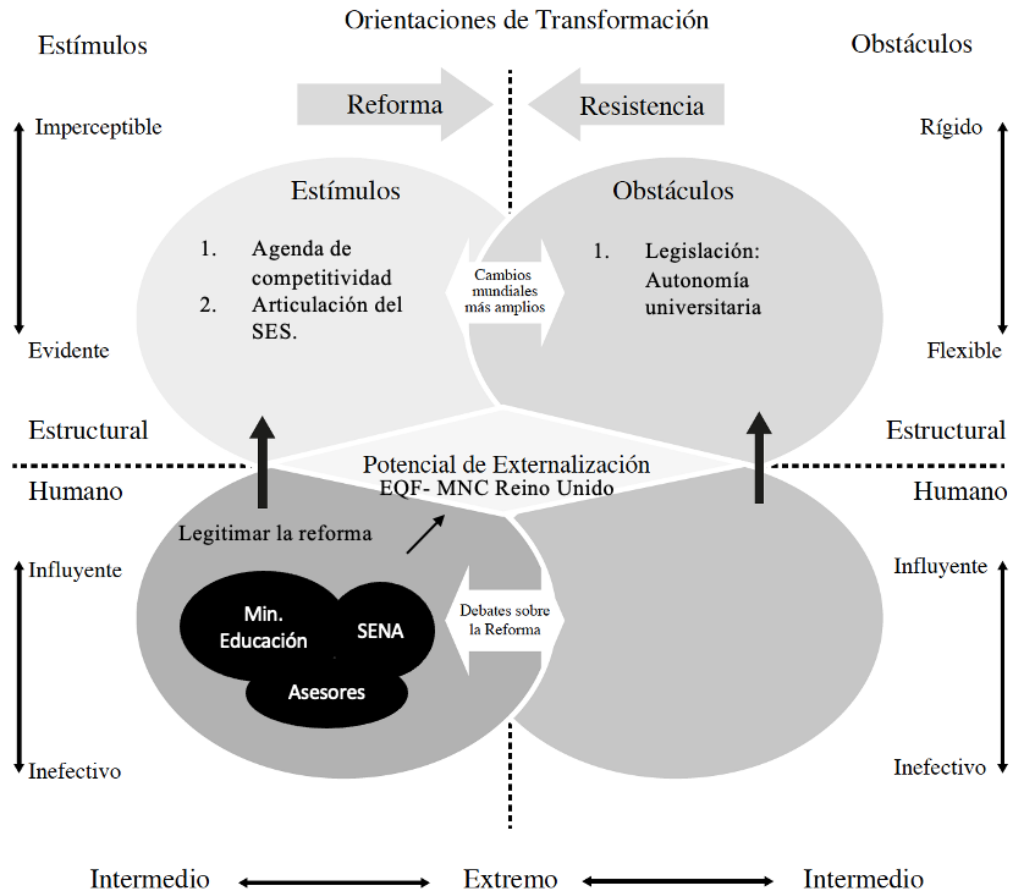 Orientaciones de Transformación
Estímulos
Obstáculos
Reforma
Resistencia
Imperceptible
Rígido
Estímulos
Obstáculos
1. Agenda de
competitividad
2. Articulación del
SES.
Cambios
mundiales
más amplios
1. Legislación:
Autonomía
universitaria
Evidente
Flexible
Estructural
Estructural
Potencial de Externalización
EQF- MNC Reino Unido
Humano
Humano
Legitimar la reforma
Influyente
Influyente
Min.
Educación
SENA
Asesores
Debates sobre
la Reforma
Inefectivo
Inefectivo
Intermedio
Extremo
Intermedio